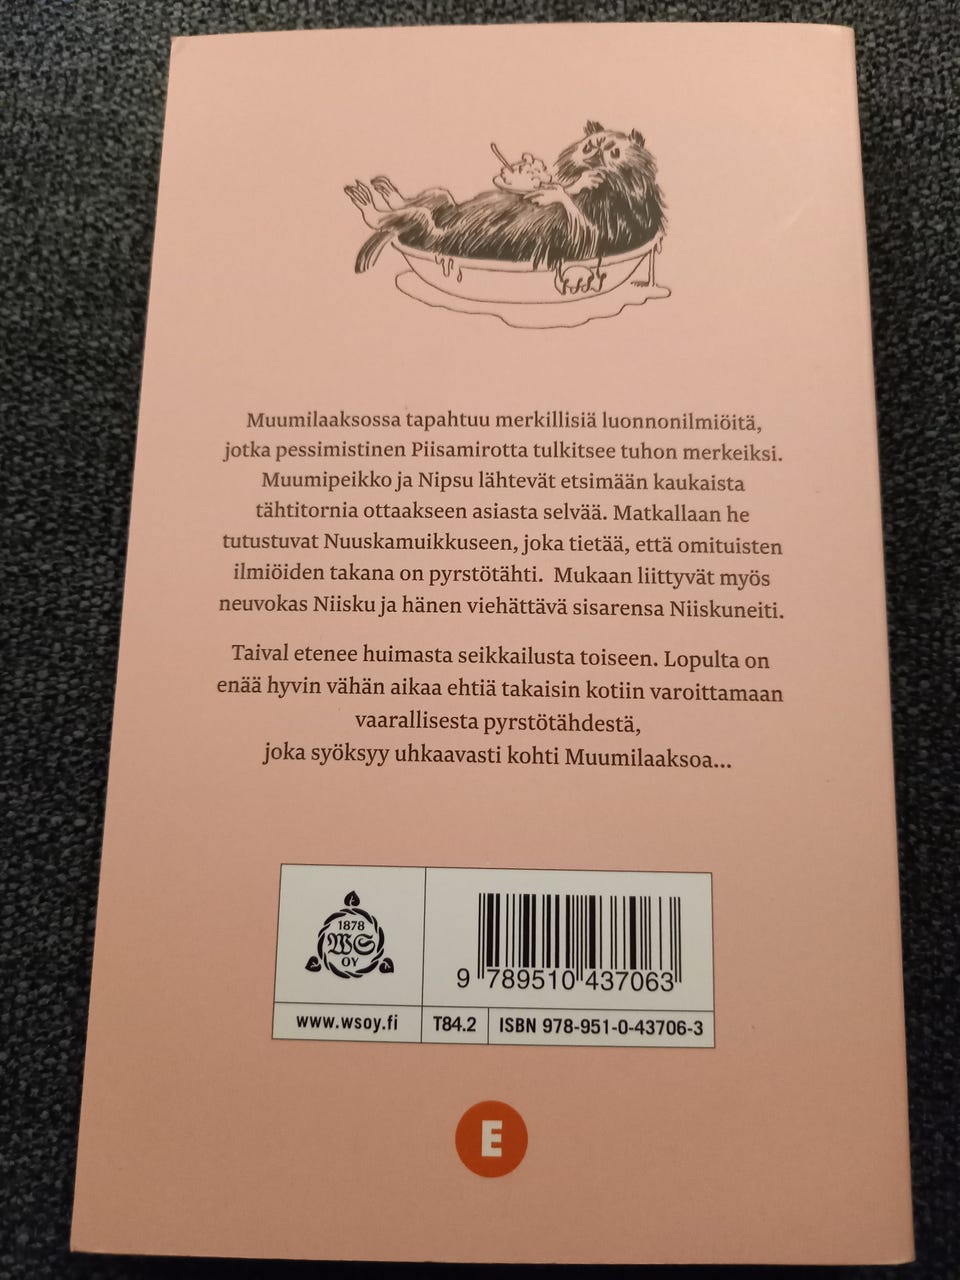 Muumilaaksossa tapahtuu merkillisiä luonnonilmiöitä,
jotka pessimistinen Piisamirotta tulkitsee tuhon merkeiksi.
Muumipeikko ja Nipsu lähtevät etsimään kaukaista
tähtitornia ottaakseen asiasta selvää. Matkallaan he
tutustuvat Nuuskamuikkuseen, joka tietää, että omituisten
ilmiöiden takana on pyrstötähti. Mukaan liittyvät myös
neuvokas Niisku ja hänen viehättävä sisarensa Niiskuneiti.
Taival etenee huimasta seikkailusta toiseen. Lopulta on
enää hyvin vähän aikaa ehtiä takaisin kotiin varoittamaan
vaarallisesta pyrstötähdestä,
joka syöksyy uhkaavasti kohti Muumilaaksoa...
1878
WS
OY
9 789510 437063
www.wsoy.fi
T84.2
ISBN 978-951-0-43706-3
E